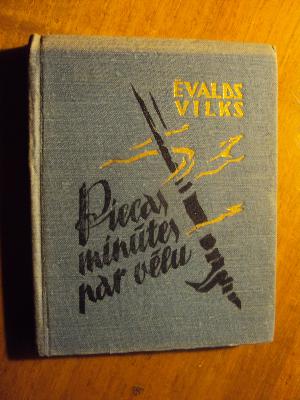 ĒVALDS
VILKS
Piecas
minūtes
par vēlu